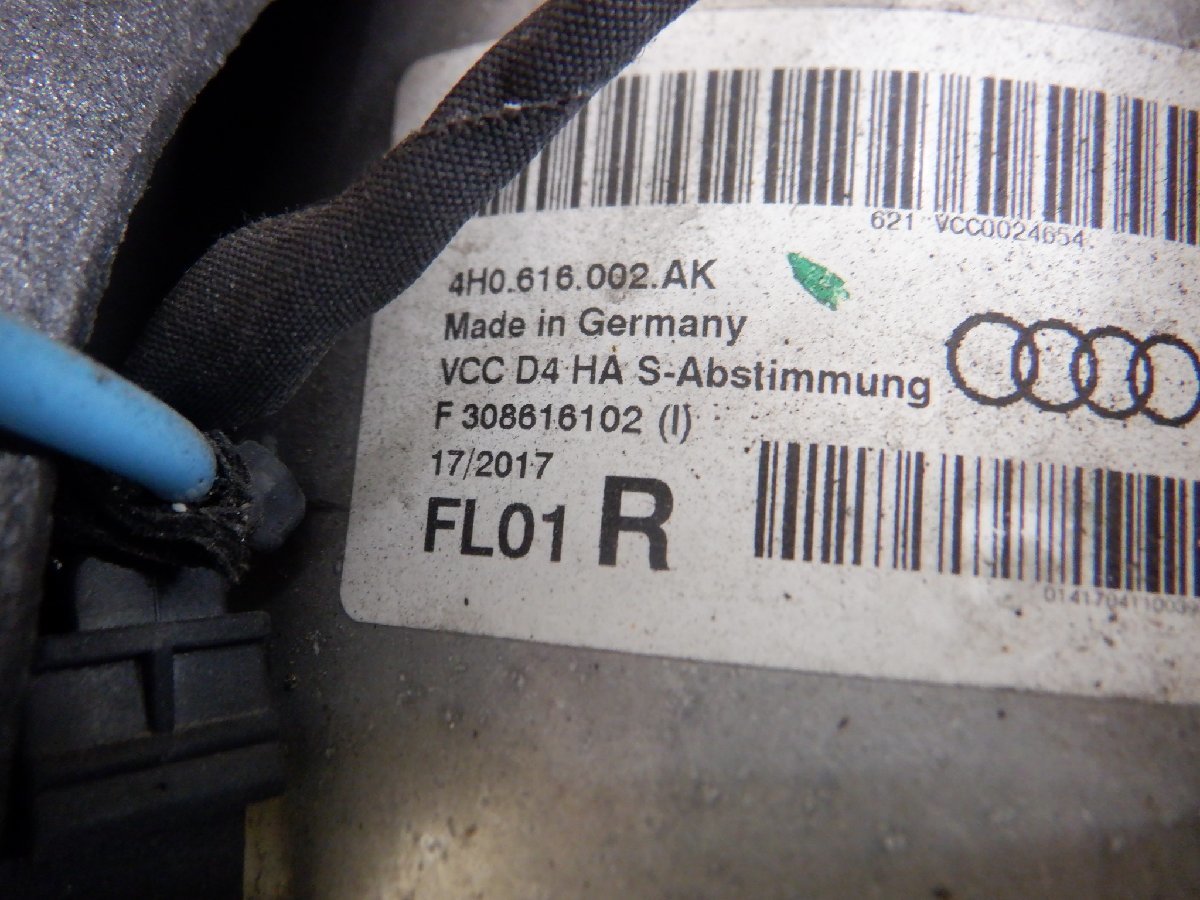 621 VCC0024654
4H0.616.002.AK
Made in Germany
VCC D4 HA S-Abstimmung
F 308616102 (I)
17/2017
FL01 R